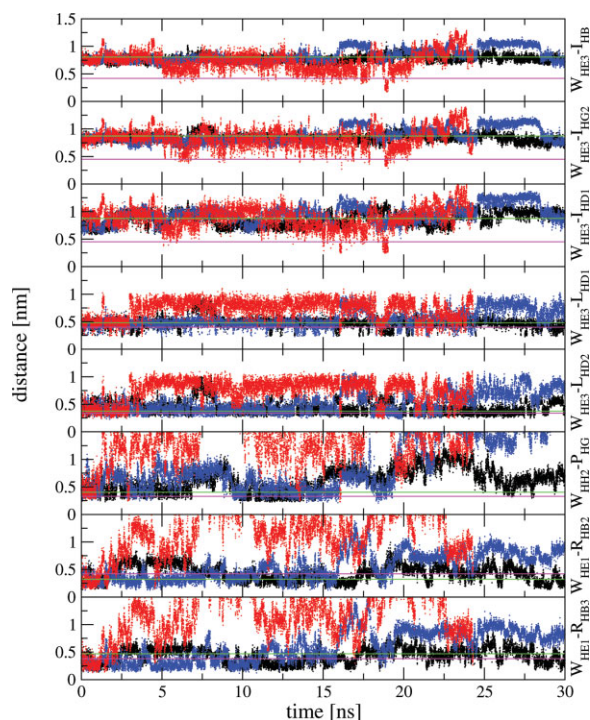 1.5
1
0.5
0
W_HE3-I_HB
1
0.5
0
W_HE3-I_HG2
1
0.5
0
W_HE3-I_HD1
1
0.5
0
W_HE3-L_HD1
1
0.5
0
W_HE3-L_HD2
1
0.5
0
W_HH2-P_HG
1
0.5
0
W_HE1-R_HB2
1
0.5
0
W_HE1-R_HB3
distance [nm]
0 5 10 15 20 25 30
time [ns]